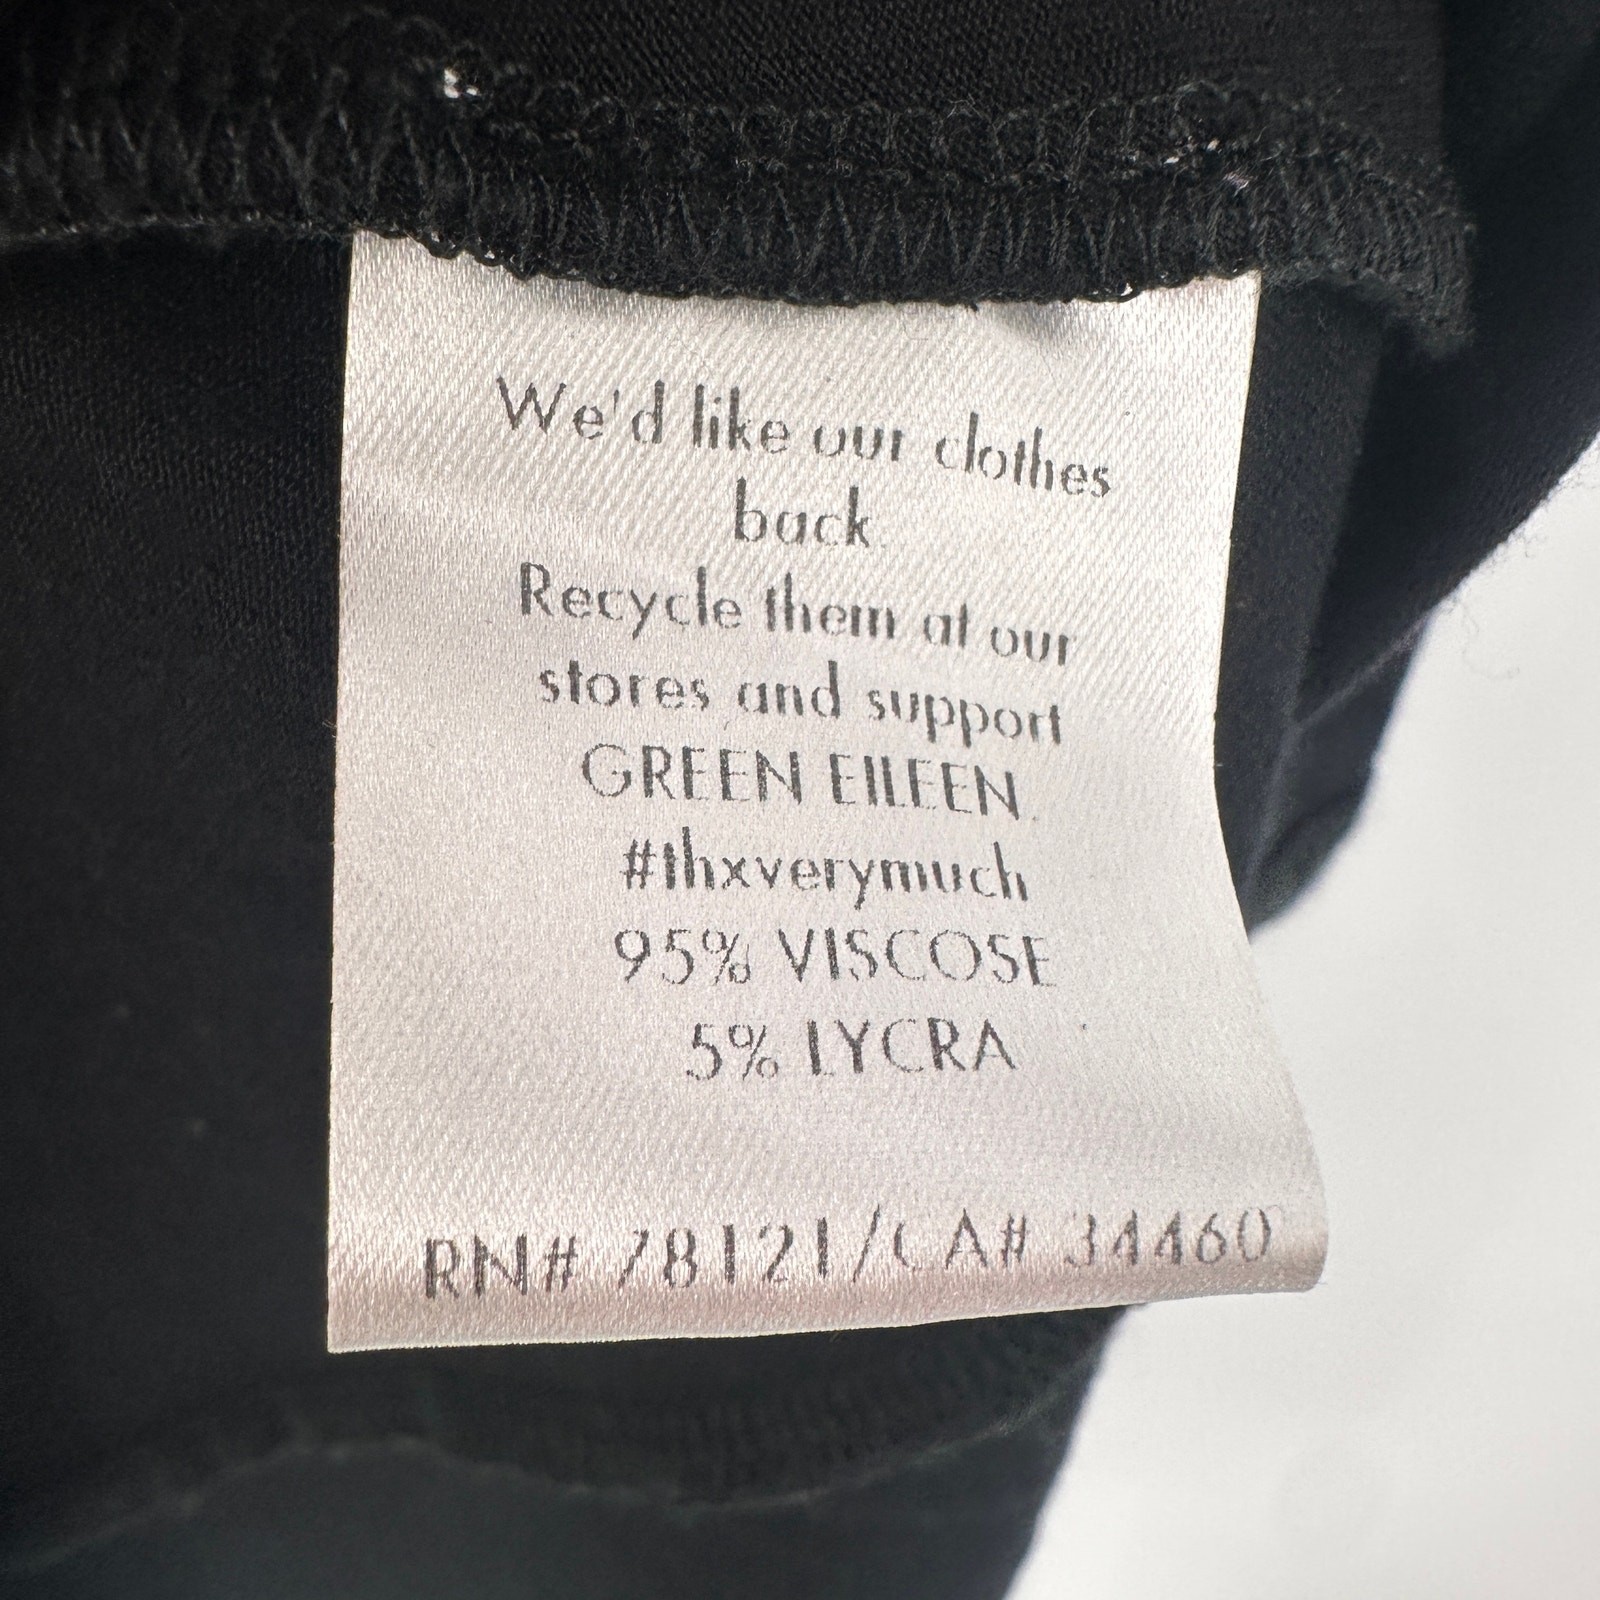 We'd like our clothes
back.
Recycle them at our
stores and support
GREEN EILEEN.
#thxverymuch
95% VISCOSE
5% LYCRA
RN# 78121/CA# 34460